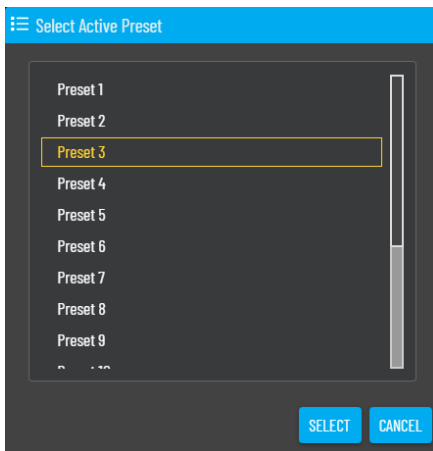 Select Active Preset
Preset 1
Preset 2
Preset 3
Preset 4
Preset 5
Preset 6
Preset 7
Preset 8
Preset 9
SELECT CANCEL